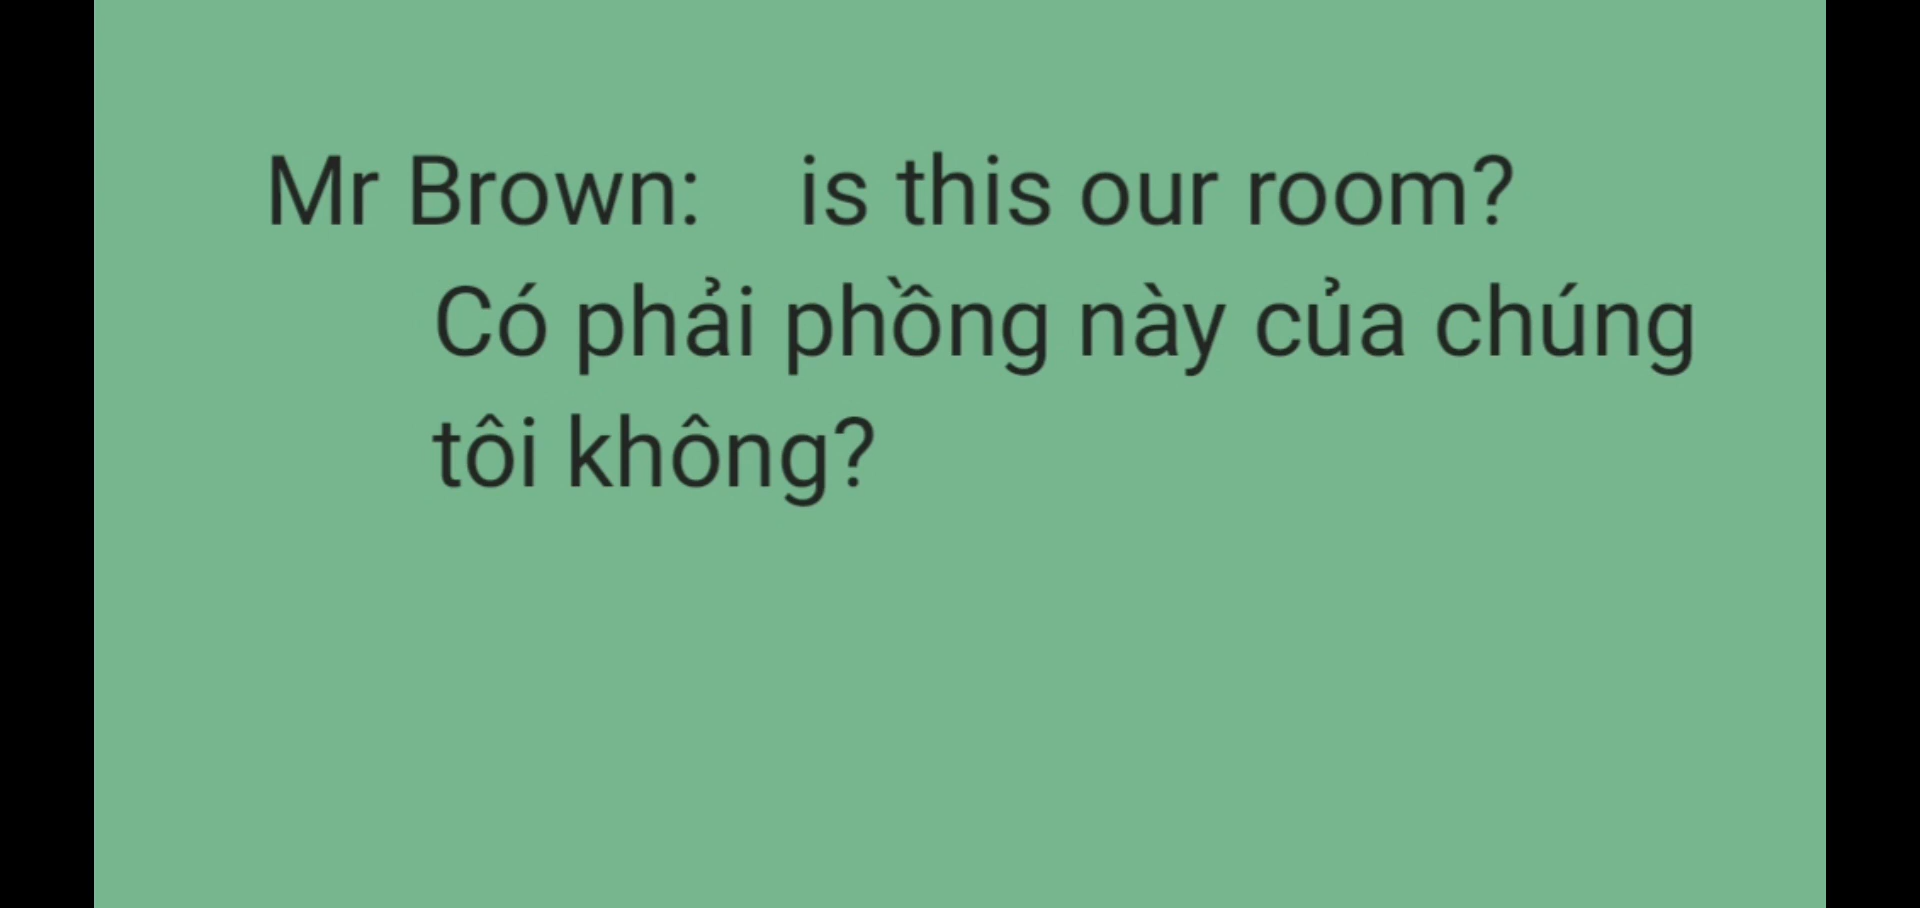 Mr Brown: is this our room?
Có phải phồng này của chúng
tôi không?